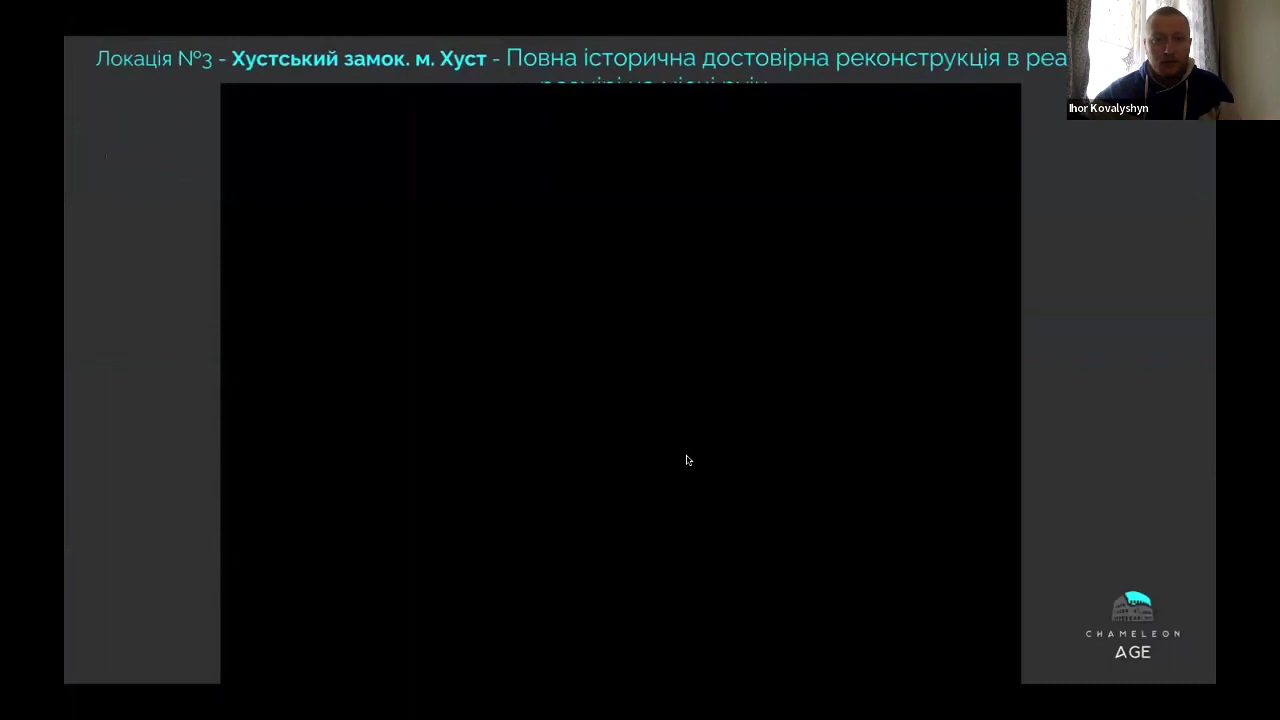 Локація №3 - Хустський замок. м. Хуст - Повна історична достовірна реконструкція в реа
Ihor Kovalyshyn
CHAMELEON
AGE